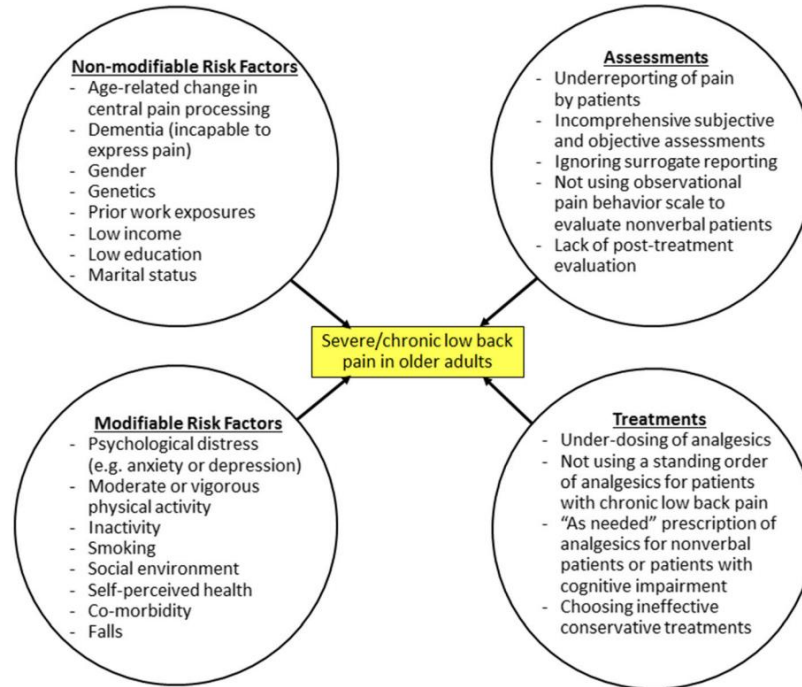 Non-modifiable Risk Factors
- Age-related change in
central pain processing
- Dementia (incapable to
express pain)
- Gender
- Genetics
- Prior work exposures
- Low income
- Low education
- Marital status
Assessments
- Underreporting of pain
by patients
- Incomprehensive subjective
and objective assessments
- Ignoring surrogate reporting
- Not using observational
pain behavior scale to
evaluate nonverbal patients
- Lack of post-treatment
evaluation
Severe/chronic low back
pain in older adults
Modifiable Risk Factors
- Psychological distress
(e.g. anxiety or depression)
- Moderate or vigorous
physical activity
- Inactivity
- Smoking
- Social environment
- Self-perceived health
- Co-morbidity
- Falls
Treatments
- Under-dosing of analgesics
- Not using a standing order
of analgesics for patients
with chronic low back pain
- “As needed” prescription of
analgesics for nonverbal
patients or patients with
cognitive impairment
- Choosing ineffective
conservative treatments